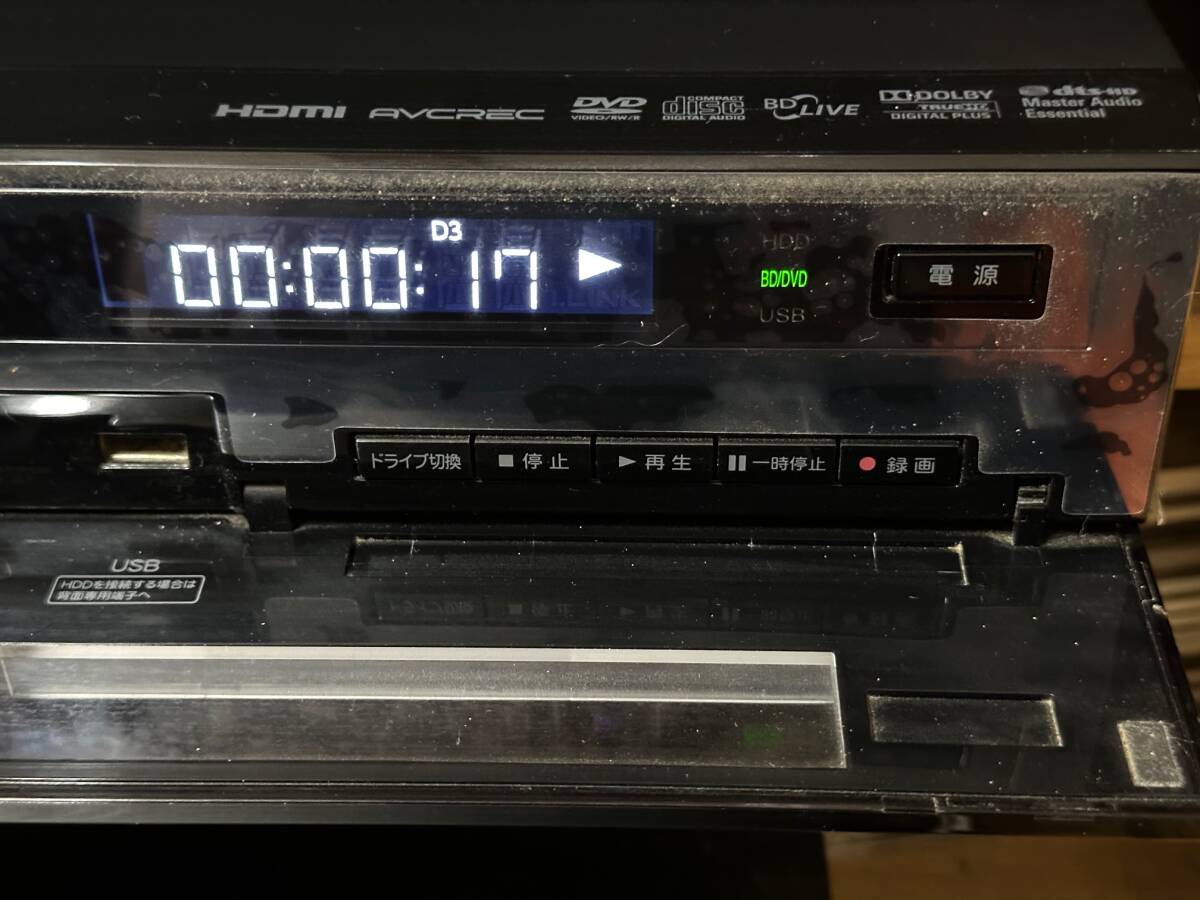 HDMI AVCREC DVD VIDEO/RW/R COMPACT disc DIGITAL AUDIO BD LIVE DOLBY TRUEHD DIGITAL PLUS dts-HD Master Audio Essential
D3
00:00:17 ▶
HDD
BD/DVD
USB
電源
ドライブ切換 ■停止 ▶再生 ❚❚一時停止 ●録画
USB
HDDを接続する場合は
背面専用端子へ